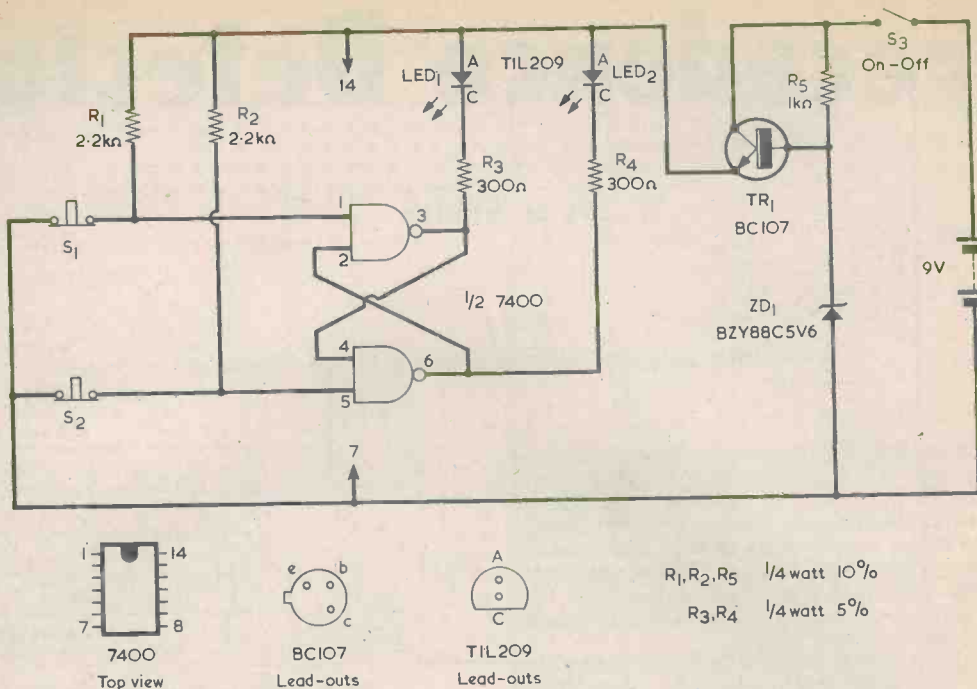 S3
On-Off
A
TIL209
A
LED1
LED2
14
C
C
R5
1kΩ
R1
2·2kΩ
R2
2·2kΩ
R3
300Ω
R4
300Ω
TR1
BC107
1
3
2
S1
9V
1/2 7400
ZD1
BZY88C5V6
4
6
5
S2
7
1
14
7
8
7400
Top view
e
b
c
BC107
Lead-outs
A
C
TIL209
Lead-outs
R1,R2,R5 1/4 watt 10%
R3,R4 1/4 watt 5%